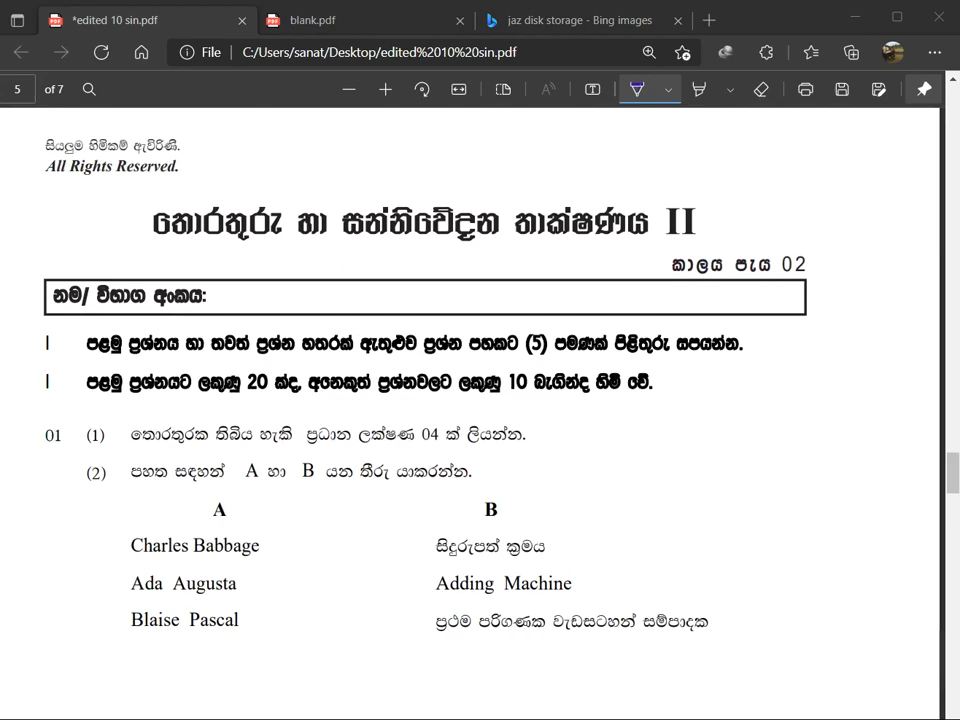 *edited 10 sin.pdf
blank.pdf
jaz disk storage - Bing images
File
C:/Users/sanat/Desktop/edited%2010%20sin.pdf
5
of 7
සියලුම හිමිකම් ඇවිරිණි.
All Rights Reserved.
තොරතුරු හා සන්නිවේදන තාක්ෂණය II
කාලය පැය 02
නම/ විභාග අංකය:
l පළමු ප්‍රශ්නය හා තවත් ප්‍රශ්න හතරක් ඇතුළුව ප්‍රශ්න පහකට (5) පමණක් පිළිතුරු සපයන්න.
l පළමු ප්‍රශ්නයට ලකුණු 20 ක්ද, අනෙකුත් ප්‍රශ්නවලට ලකුණු 10 බැගින්ද හිමි වේ.
01 (1) තොරතුරක තිබිය හැකි ප්‍රධාන ලක්ෂණ 04 ක් ලියන්න.
(2) පහත සඳහන් A හා B යන තීරු යාකරන්න.
A B
Charles Babbage සිදුරුපත් ක්‍රමය
Ada Augusta Adding Machine
Blaise Pascal ප්‍රථම පරිගණක වැඩසටහන් සම්පාදක